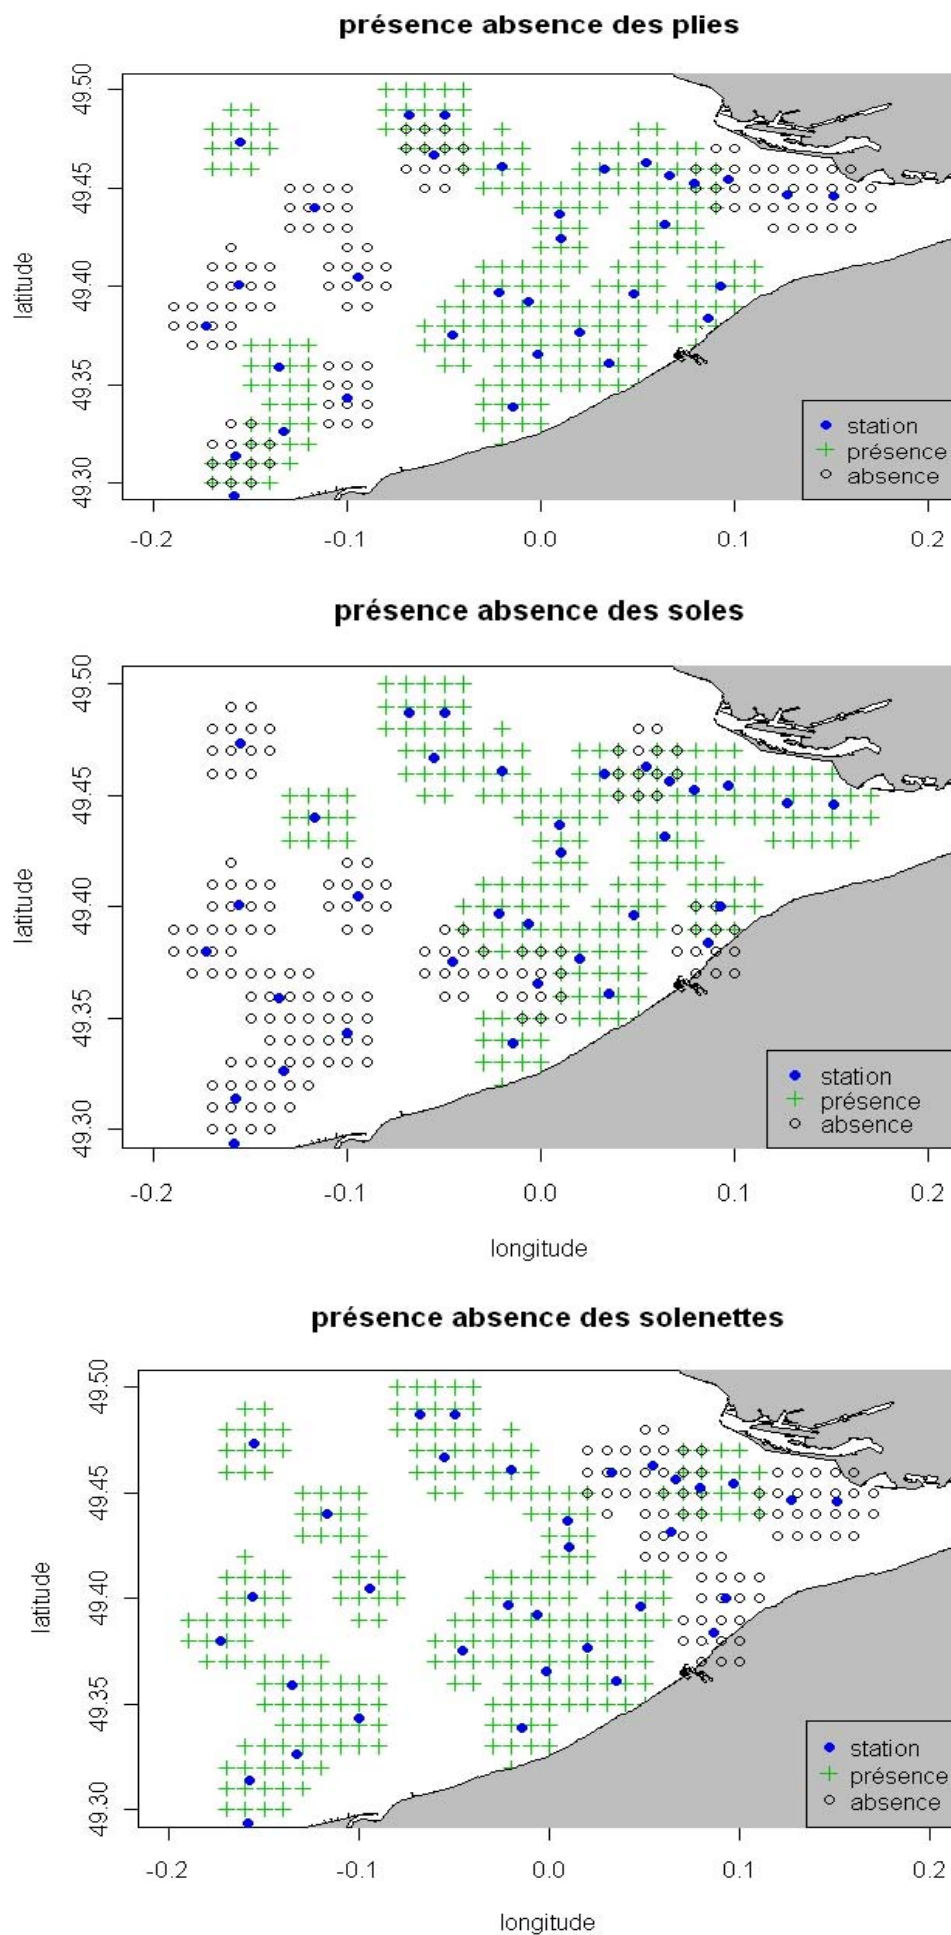 présence absence des plies
49.50
49.45
49.40
49.35
49.30
latitude
-0.2 -0.1 0.0 0.1 0.2
station
présence
absence
présence absence des soles
49.50
49.45
49.40
49.35
49.30
latitude
-0.2 -0.1 0.0 0.1 0.2
longitude
station
présence
absence
présence absence des solenettes
49.50
49.45
49.40
49.35
49.30
latitude
-0.2 -0.1 0.0 0.1 0.2
longitude
station
présence
absence